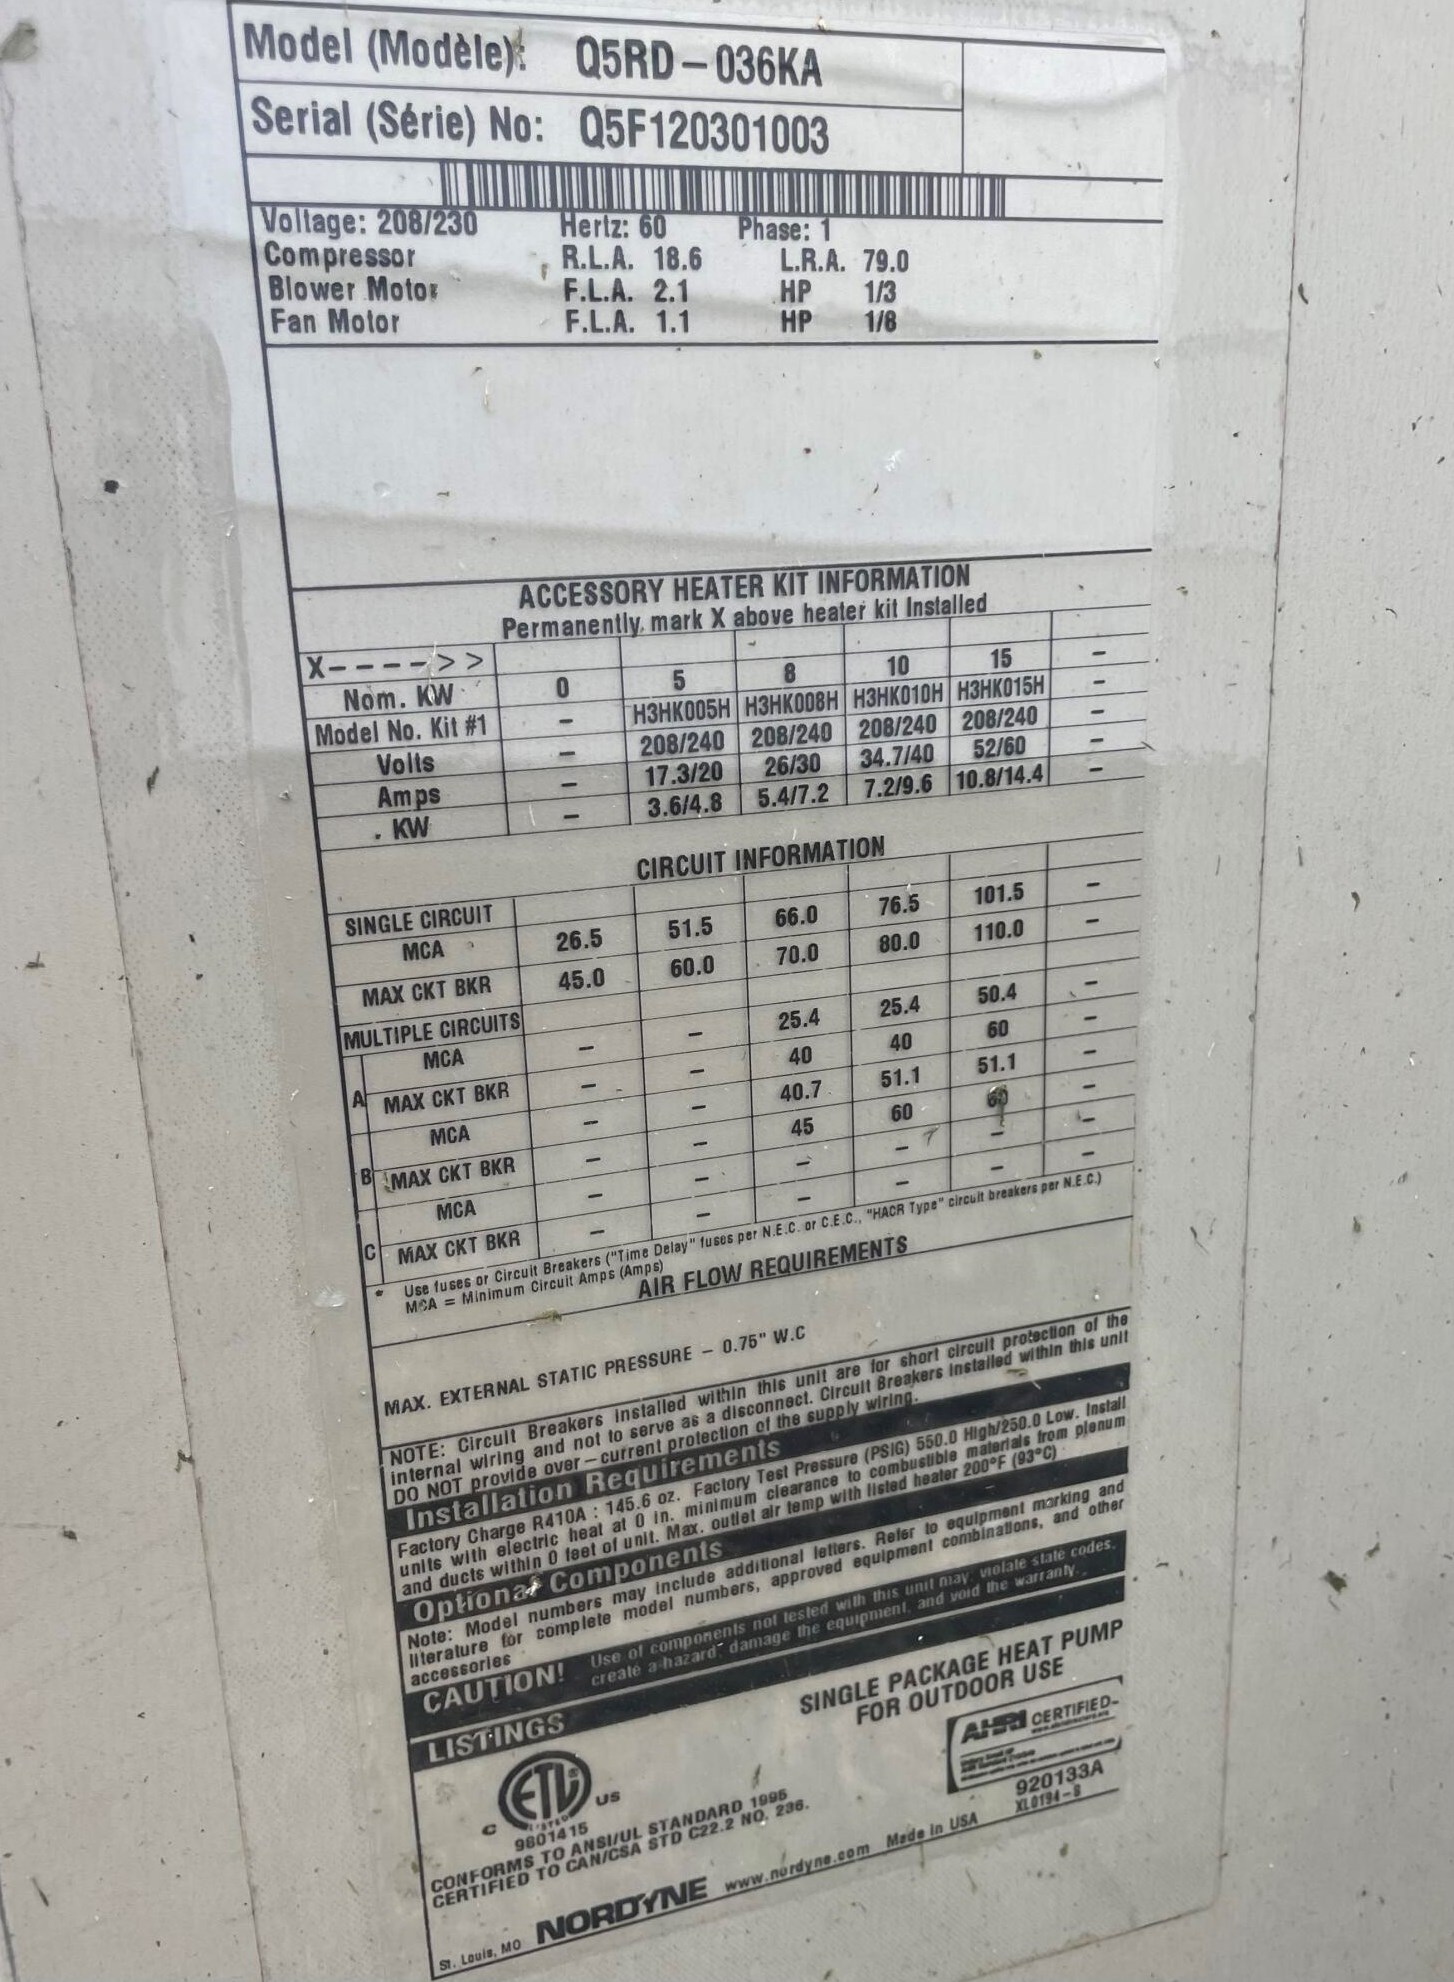 Model (Modèle): Q5RD-036KA
Serial (Série) No: Q5F120301003
Voltage: 208/230 Hertz: 60 Phase: 1
Compressor R.L.A. 18.6 L.R.A. 79.0
Blower Motor F.L.A. 2.1 HP 1/3
Fan Motor F.L.A. 1.1 HP 1/8
ACCESSORY HEATER KIT INFORMATION
Permanently mark X above heater kit Installed
X---->>
Nom. KW 0 5 8 10 15 -
Model No. Kit #1 - H3HK005H H3HK008H H3HK010H H3HK015H -
Volts - 208/240 208/240 208/240 208/240 -
Amps - 17.3/20 26/30 34.7/40 52/60 -
KW - 3.6/4.8 5.4/7.2 7.2/9.6 10.8/14.4 -
CIRCUIT INFORMATION
SINGLE CIRCUIT
MCA 26.5 51.5 66.0 76.5 101.5 -
MAX CKT BKR 45.0 60.0 70.0 80.0 110.0 -
MULTIPLE CIRCUITS
A MCA - - 25.4 25.4 50.4 -
MAX CKT BKR - - 40 40 60 -
B MCA - - 40.7 51.1 51.1 -
MAX CKT BKR - - 45 60 60 -
C MCA - - - - - -
MAX CKT BKR - - - - - -
* Use fuses or Circuit Breakers ("Time Delay" fuses per N.E.C. or C.E.C., "HACR Type" circuit breakers per N.E.C.)
MCA = Minimum Circuit Amps (Amps)
AIR FLOW REQUIREMENTS
MAX. EXTERNAL STATIC PRESSURE - 0.75" W.C
NOTE: Circuit Breakers installed within this unit are for short circuit protection of the
internal wiring and not to serve as a disconnect. Circuit Breakers installed within this unit
DO NOT provide over-current protection of the supply wiring.
Installation Requirements
Factory Charge R410A : 145.6 oz. Factory Test Pressure (PSIG) 550.0 High/250.0 Low. Install
units with electric heat at 0 in. minimum clearance to combustible materials from plenum
and ducts within 0 feet of unit. Max. outlet air temp with listed heater 200°F (93°C)
Optional Components
Note: Model numbers may include additional letters. Refer to equipment marking and
literature for complete model numbers, approved equipment combinations, and other
accessories
CAUTION! Use of components not tested with this unit may violate state codes,
create a hazard, damage the equipment, and void the warranty.
LISTINGS
SINGLE PACKAGE HEAT PUMP
FOR OUTDOOR USE
C ETL LISTED US
9801415
CONFORMS TO ANSI/UL STANDARD 1995
CERTIFIED TO CAN/CSA STD C22.2 NO. 236.
AHRI CERTIFIED
920133A
XL0194-S
St. Louis, MO NORDYNE www.nordyne.com Made in USA